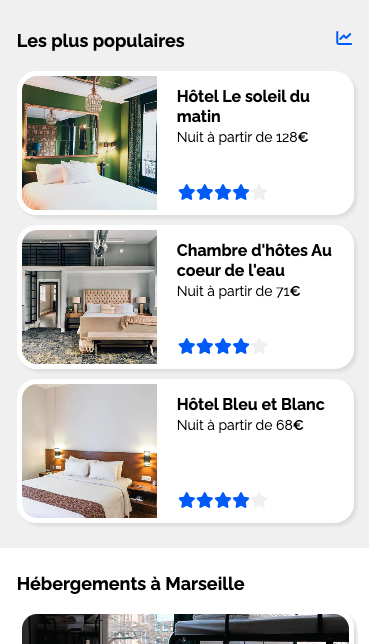 Les plus populaires
Hôtel Le soleil du
matin
Nuit à partir de 128€
Chambre d'hôtes Au
coeur de l'eau
Nuit à partir de 71€
Hôtel Bleu et Blanc
Nuit à partir de 68€
Hébergements à Marseille